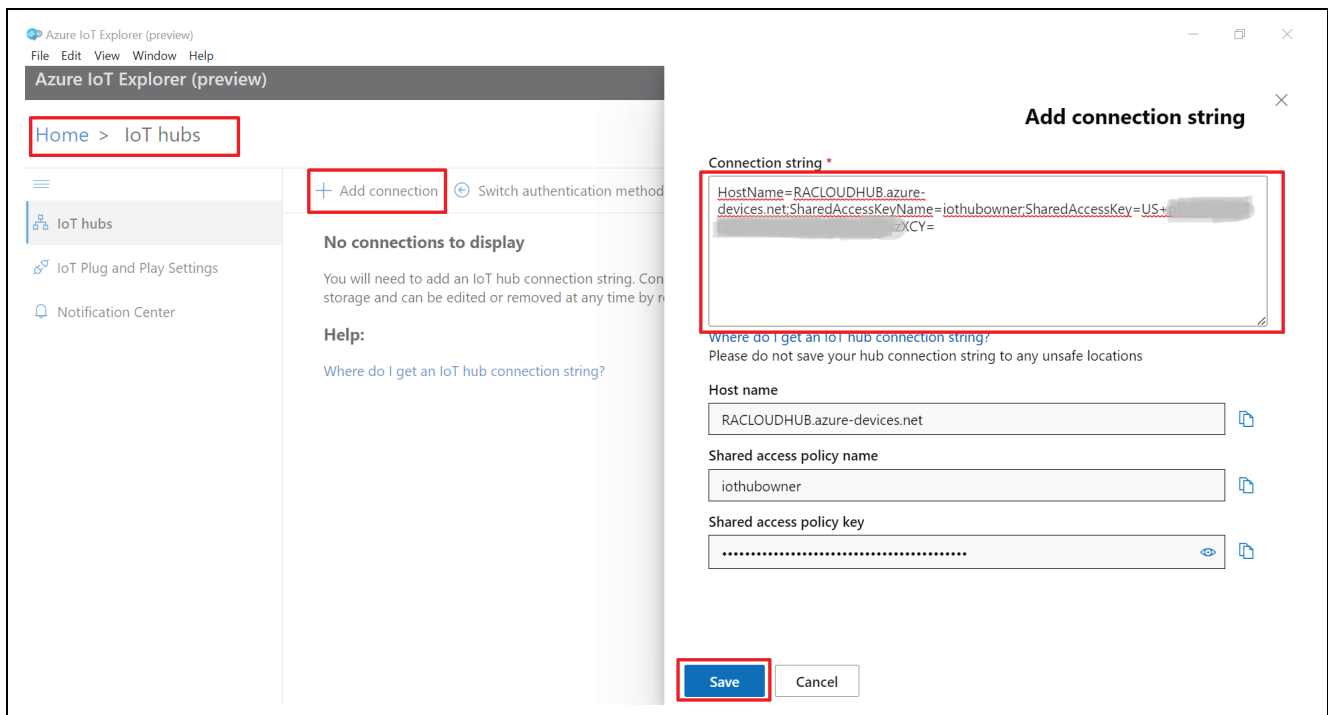 Azure IoT Explorer (preview)
File Edit View Window Help
Azure IoT Explorer (preview)
Home > IoT hubs
IoT hubs
IoT Plug and Play Settings
Notification Center
Add connection
Switch authentication method
No connections to display
You will need to add an IoT hub connection string. Con
storage and can be edited or removed at any time by r
Help:
Where do I get an IoT hub connection string?
Add connection string
Connection string *
HostName=RACLOUDHUB.azure-
devices.net;SharedAccessKeyName=iothubowner;SharedAccessKey=US+
zXCY=
Where do I get an IoT hub connection string?
Please do not save your hub connection string to any unsafe locations
Host name
RACLOUDHUB.azure-devices.net
Shared access policy name
iothubowner
Shared access policy key
Save
Cancel